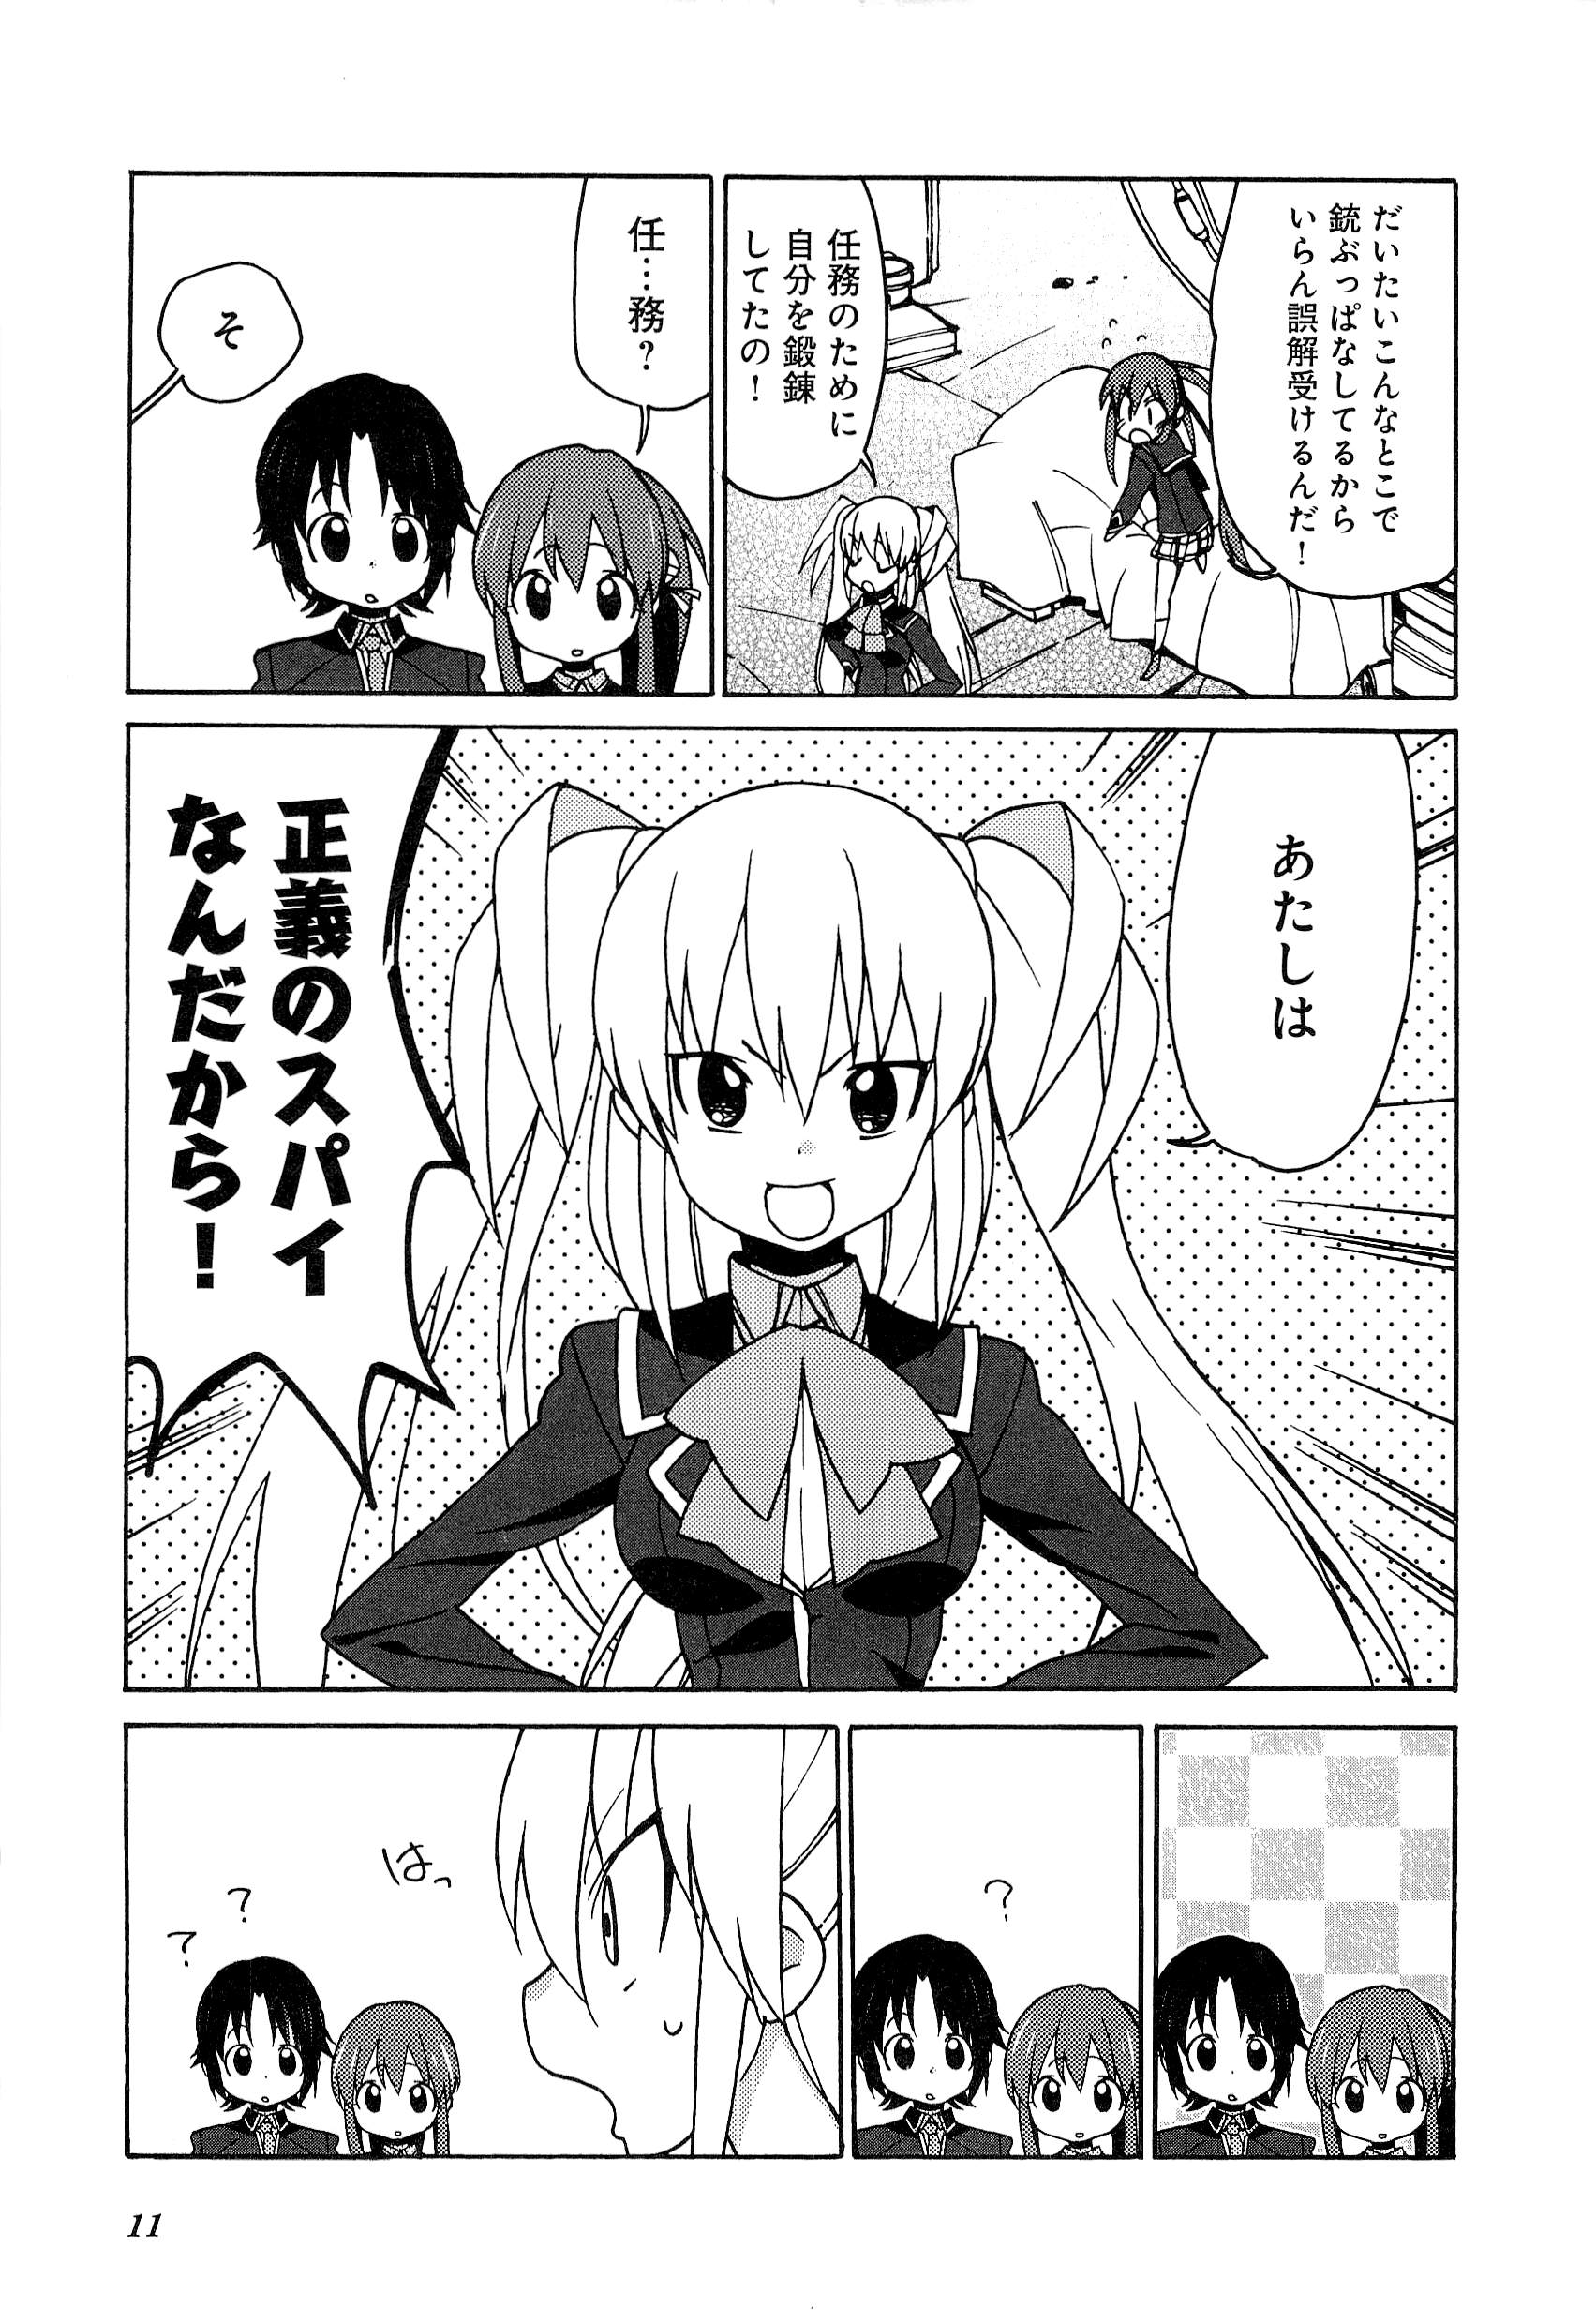 だいたいこんなとこで
銃ぶっぱなしてるから
いらん誤解受けるんだ！
任務のために
自分を鍛錬
してたの！
任…務？
そ
あたしは
正義のスパイ
なんだから！
？
はっ
？
？
11